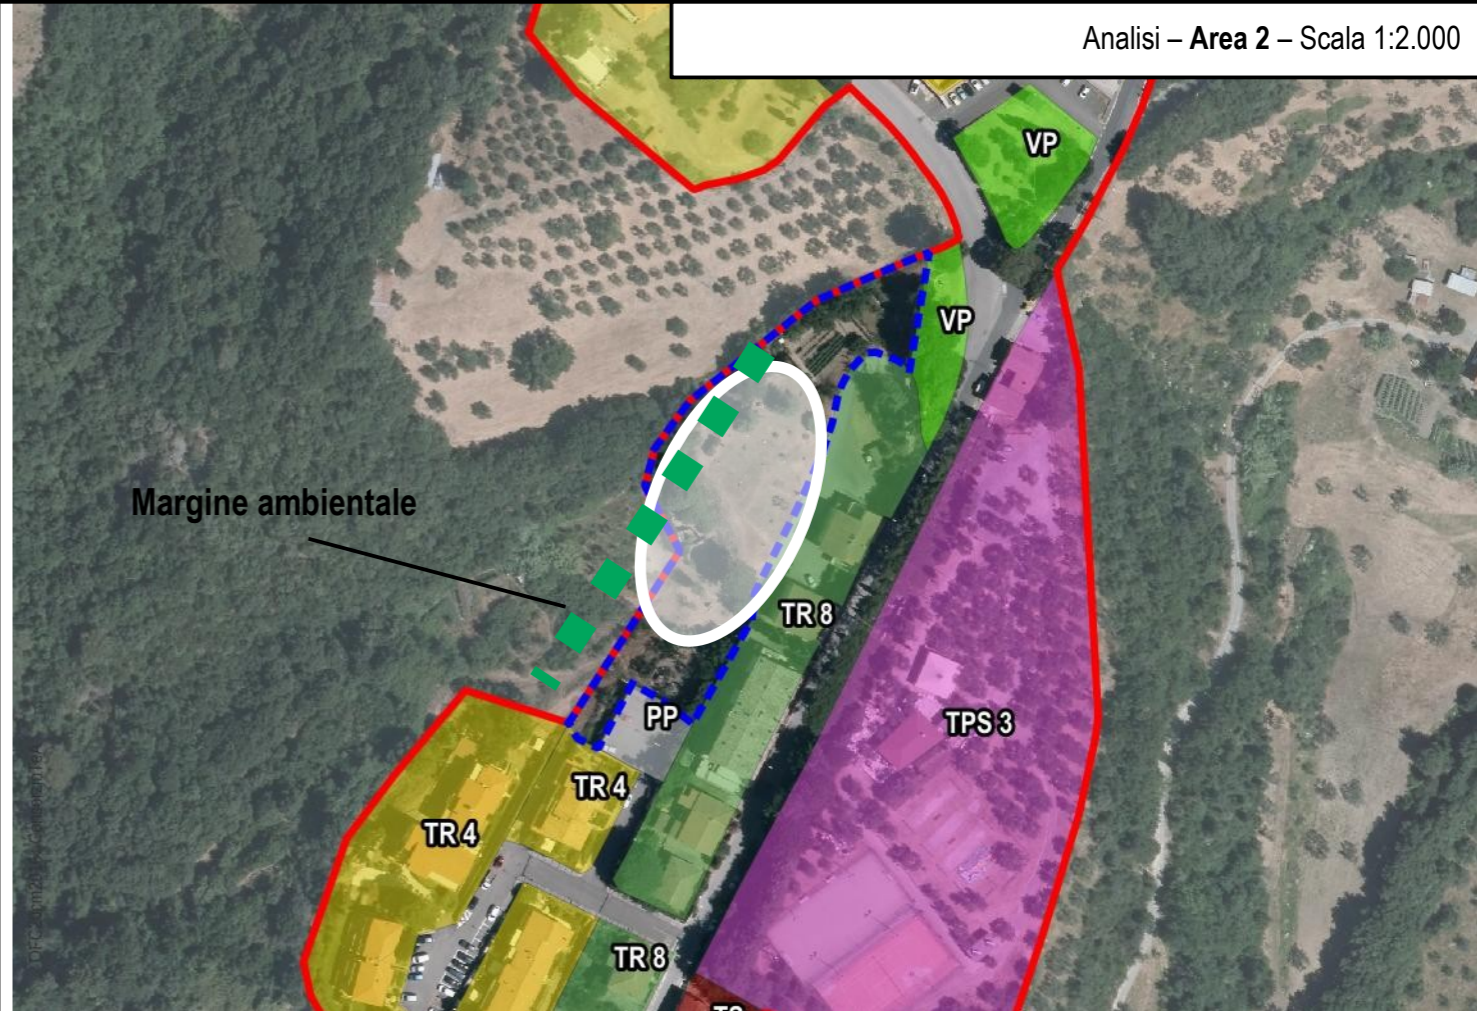 Analisi – Area 2 – Scala 1:2.000
VP
VP
Margine ambientale
TR 8
PP
TPS 3
TR 4
TR 4
TR 8